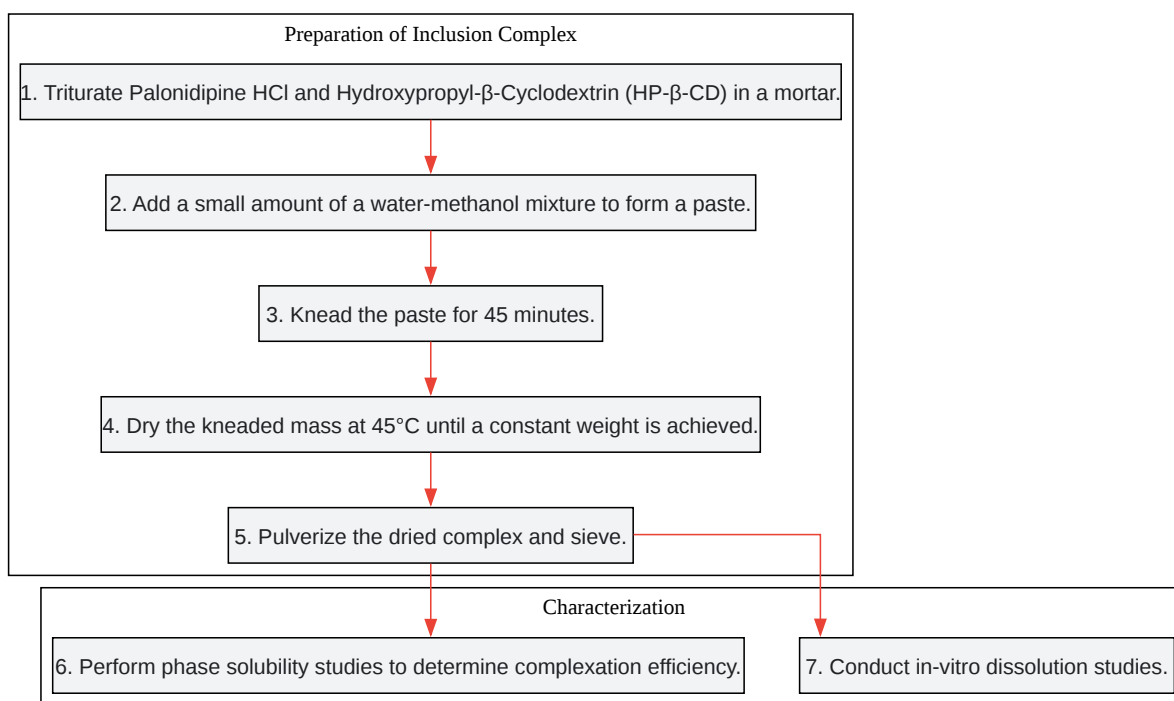 Preparation of Inclusion Complex
1. Triturate Palonidipine HCl and Hydroxypropyl-β-Cyclodextrin (HP-β-CD) in a mortar.
2. Add a small amount of a water-methanol mixture to form a paste.
3. Knead the paste for 45 minutes.
4. Dry the kneaded mass at 45°C until a constant weight is achieved.
5. Pulverize the dried complex and sieve.
Characterization
6. Perform phase solubility studies to determine complexation efficiency.
7. Conduct in-vitro dissolution studies.